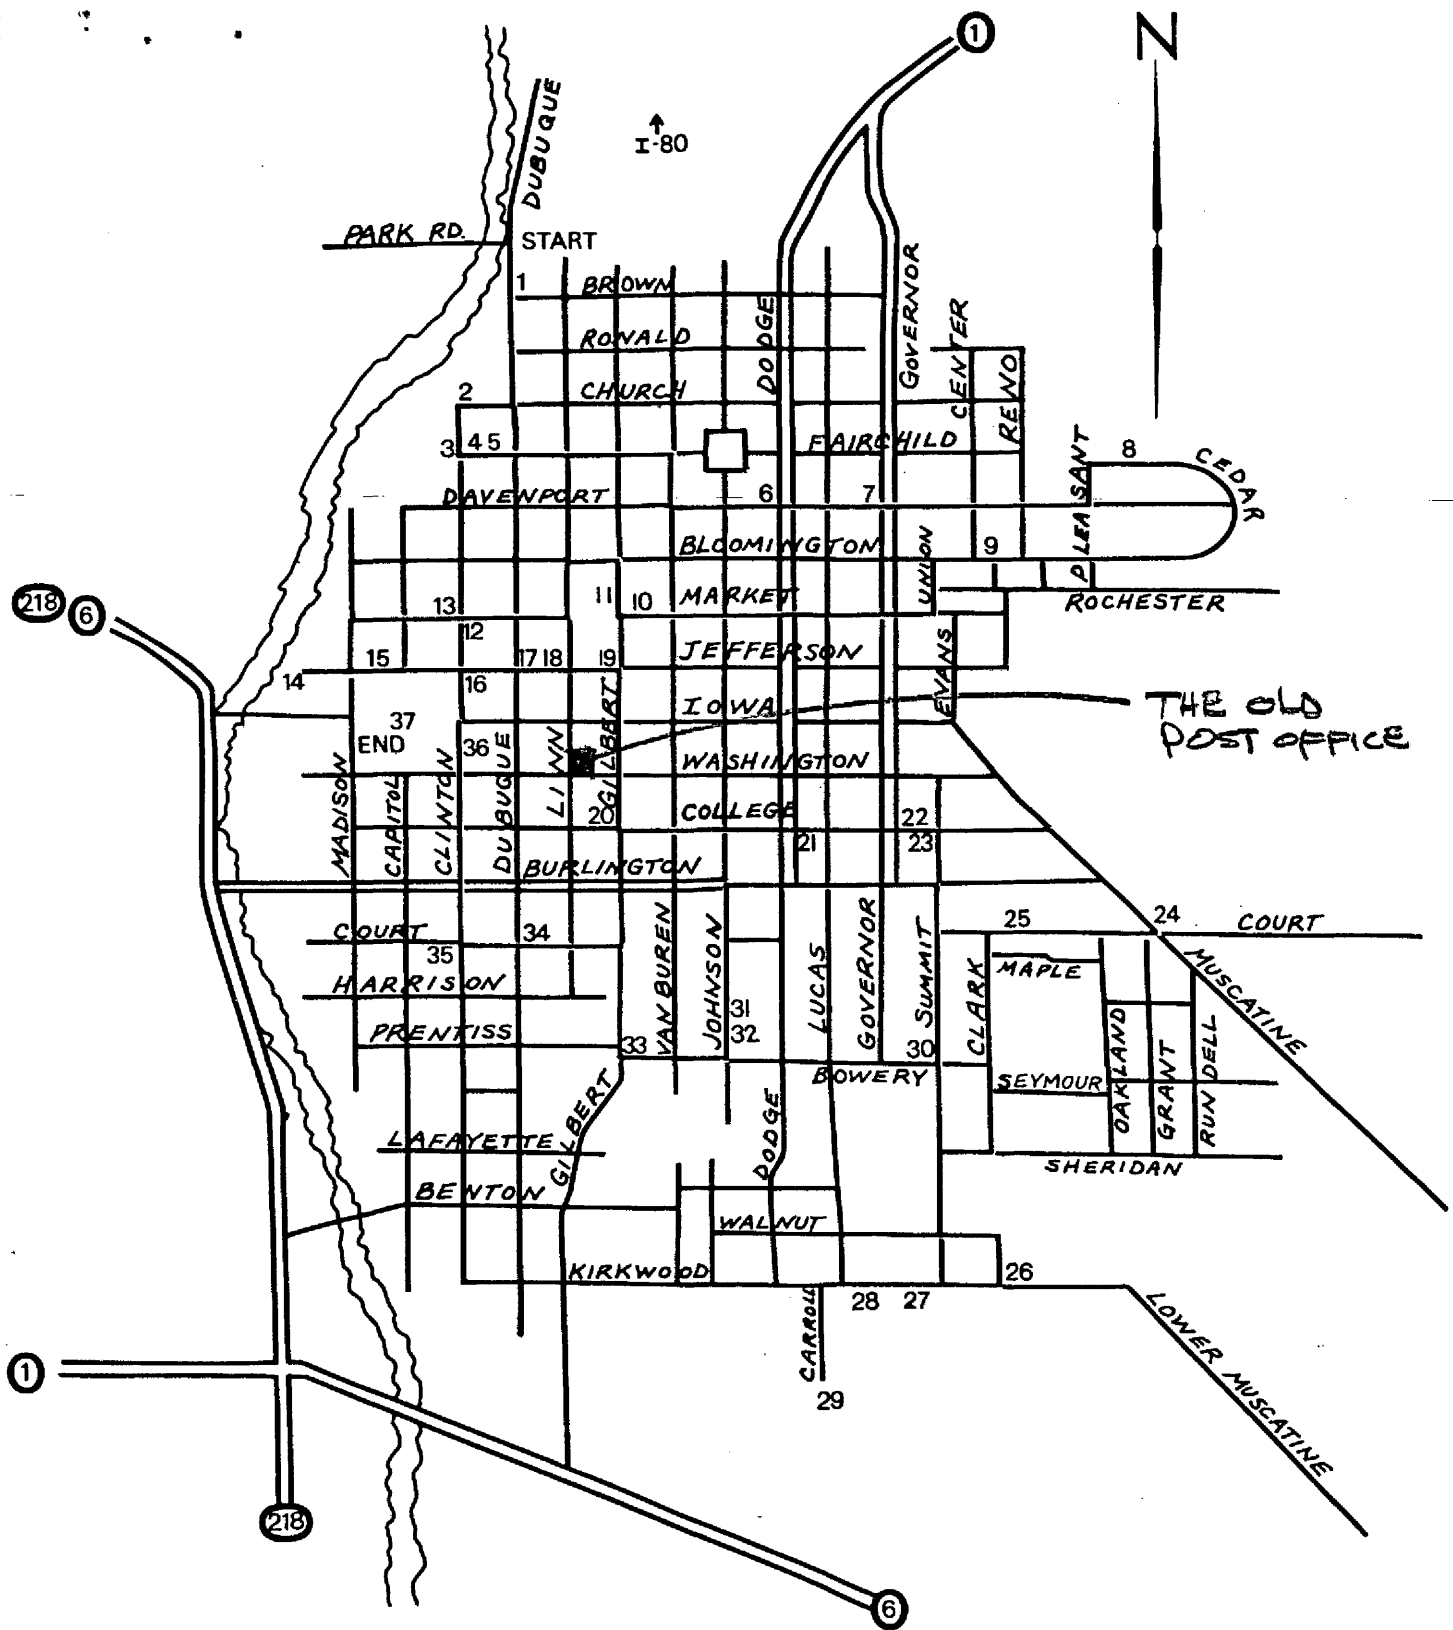 1
N
DUBUQUE
I-80
PARK RD.
START
1
BROWN
RONALD
DODGE
GOVERNOR
CENTER
RENO
2
CHURCH
3
4 5
FAIRCHILD
PLEASANT
8
CEDAR
DAVENPORT
6
7
BLOOMINGTON
UNION
9
218
6
13
11
10
MARKET
ROCHESTER
12
15
17 18
19
JEFFERSON
EVANS
14
16
IOWA
THE OLD
POST OFFICE
37
END
36
DUBUQUE
LINN
GILBERT
WASHINGTON
MADISON
CAPITOL
CLINTON
20
COLLEGE
22
21
23
BURLINGTON
COURT
34
VAN BUREN
JOHNSON
LUCAS
GOVERNOR
SUMMIT
25
24
COURT
35
HARRISON
CLARK
MAPLE
MUSCATINE
PRENTISS
31
32
33
30
BOWERY
SEYMOUR
OAKLAND
GRANT
RUNDELL
LAFAYETTE
GILBERT
DODGE
SHERIDAN
BENTON
WALNUT
KIRKWOOD
26
CARROLL
28
27
LOWER MUSCATINE
1
29
218
6